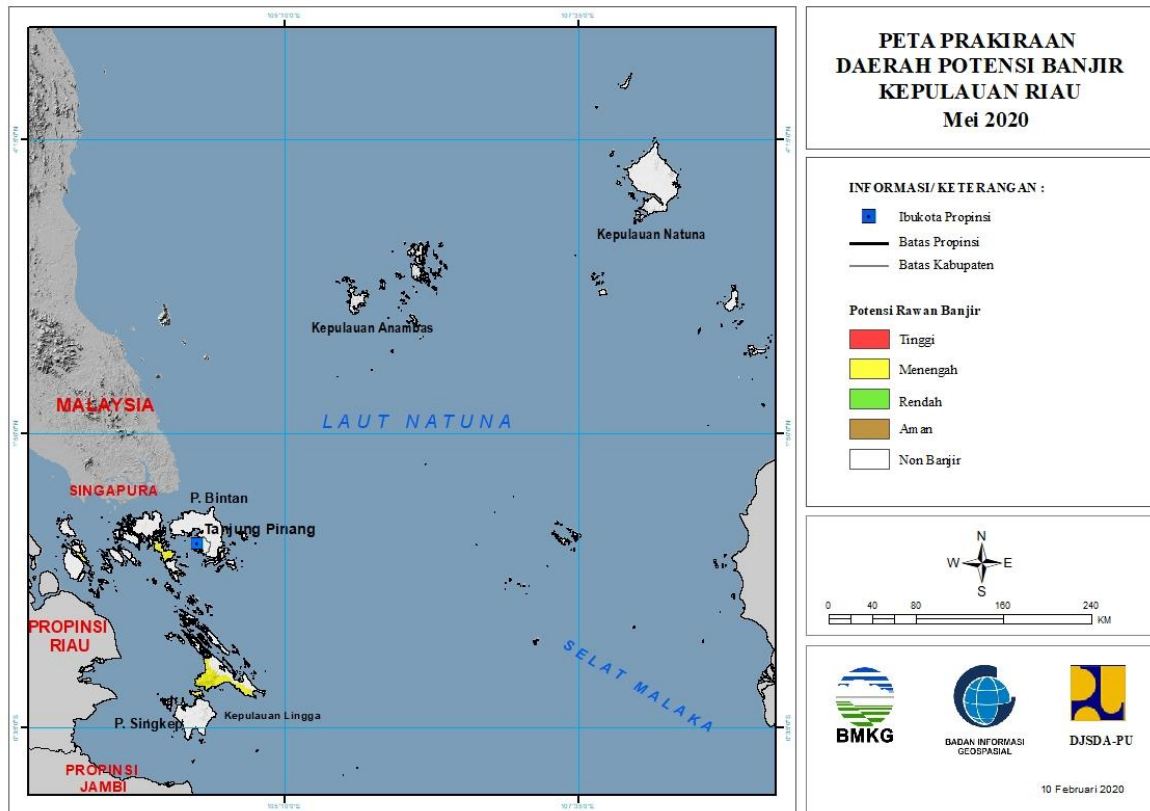 PETA PRAKIRAAN
DAERAH POTENSI BANJIR
KEPULAUAN RIAU
Mei 2020
INFORMASI/ KETERANGAN :
Ibukota Propinsi
Batas Propinsi
Batas Kabupaten
Potensi Rawan Banjir
Tinggi
Menengah
Rendah
Aman
Non Banjir
N
W
E
S
0 40 80 160 240
KM
BMKG
BADAN INFORMASI
GEOSPASIAL
DJSDA-PU
10 Februari 2020
Kepulauan Natuna
Kepulauan Anambas
MALAYSIA
LAUT NATUNA
SINGAPURA
P. Bintan
Tanjung Pinang
PROPINSI
RIAU
SELAT MALAKA
Kepulauan Lingga
P. Singkep
PROPINSI
JAMBI